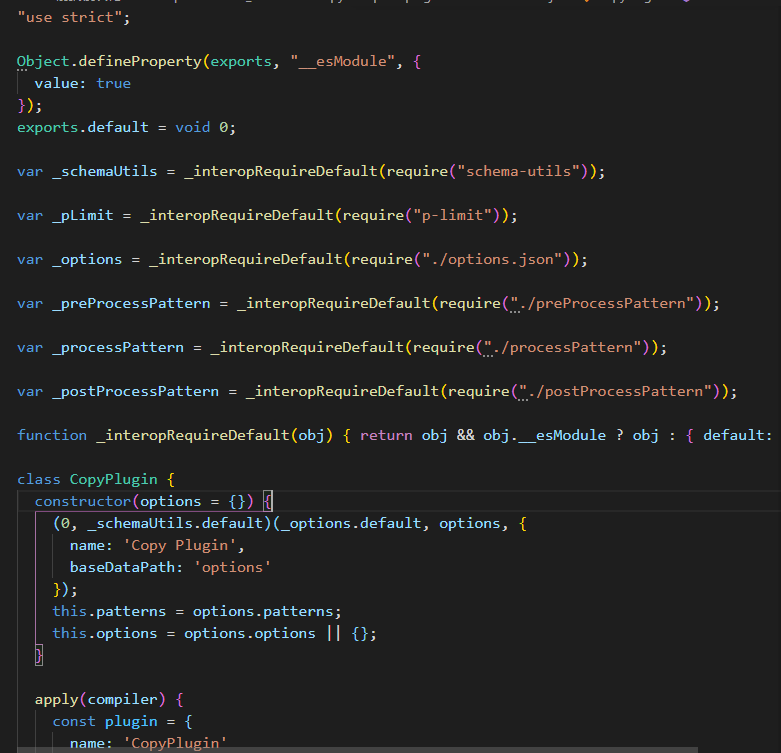 "use strict";
Object.defineProperty(exports, "__esModule", {
value: true
});
exports.default = void 0;
var _schemaUtils = _interopRequireDefault(require("schema-utils"));
var _pLimit = _interopRequireDefault(require("p-limit"));
var _options = _interopRequireDefault(require("./options.json"));
var _preProcessPattern = _interopRequireDefault(require("./preProcessPattern"));
var _processPattern = _interopRequireDefault(require("./processPattern"));
var _postProcessPattern = _interopRequireDefault(require("./postProcessPattern"));
function _interopRequireDefault(obj) { return obj && obj.__esModule ? obj : { default:
class CopyPlugin {
constructor(options = {}) {
(0, _schemaUtils.default)(_options.default, options, {
name: 'Copy Plugin',
baseDataPath: 'options'
});
this.patterns = options.patterns;
this.options = options.options || {};
}
apply(compiler) {
const plugin = {
name: 'CopyPlugin'